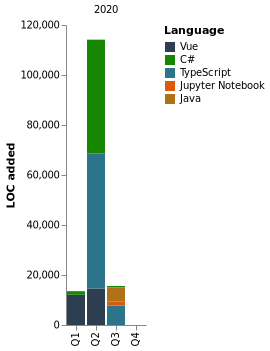 2020
Language
Vue
C#
TypeScript
Jupyter Notebook
Java
LOC added
120,000
100,000
80,000
60,000
40,000
20,000
0
Q1
Q2
Q3
Q4